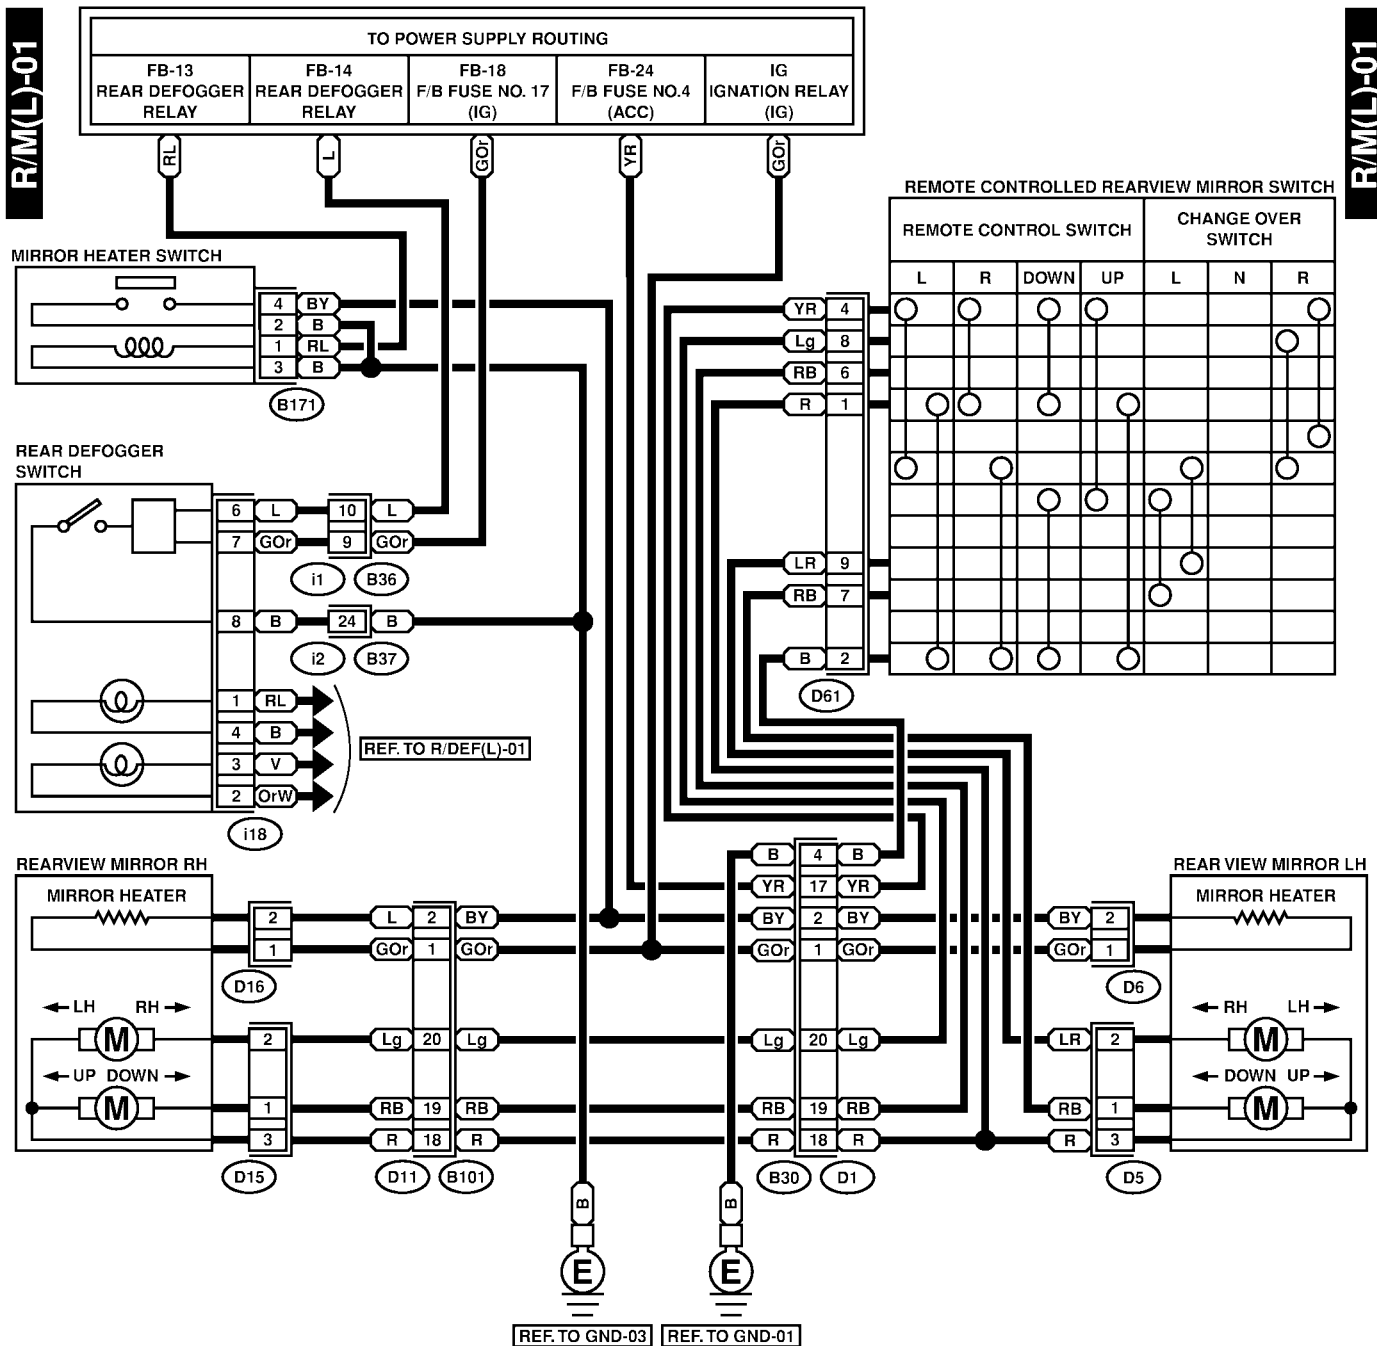 R/M(L)-01
R/M(L)-01
TO POWER SUPPLY ROUTING
FB-13
REAR DEFOGGER
RELAY
FB-14
REAR DEFOGGER
RELAY
FB-18
F/B FUSE NO. 17
(IG)
FB-24
F/B FUSE NO.4
(ACC)
IG
IGNATION RELAY
(IG)
RL
L
GOr
YR
GOr
REMOTE CONTROLLED REARVIEW MIRROR SWITCH
REMOTE CONTROL SWITCH
CHANGE OVER
SWITCH
L R DOWN UP L N R
YR 4
Lg 8
RB 6
R 1
LR 9
RB 7
B 2
D61
MIRROR HEATER SWITCH
4 BY
2 B
1 RL
3 B
B171
REAR DEFOGGER
SWITCH
6 L 10 L
7 GOr 9 GOr
i1 B36
8 B 24 B
i2 B37
1 RL
4 B
3 V
2 OrW
REF. TO R/DEF(L)-01
i18
REARVIEW MIRROR RH
MIRROR HEATER
2 L 2 BY
1 GOr 1 GOr
D16
LH RH
M
UP DOWN
M
2 Lg 20 Lg
1 RB 19 RB
3 R 18 R
D15 D11 B101
B 4 B
YR 17 YR
BY 2 BY
GOr 1 GOr
Lg 20 Lg
RB 19 RB
R 18 R
B30 D1
REAR VIEW MIRROR LH
MIRROR HEATER
BY 2
GOr 1
D6
RH LH
M
DOWN UP
M
LR 2
RB 1
R 3
D5
B
B
E
E
REF. TO GND-03
REF. TO GND-01